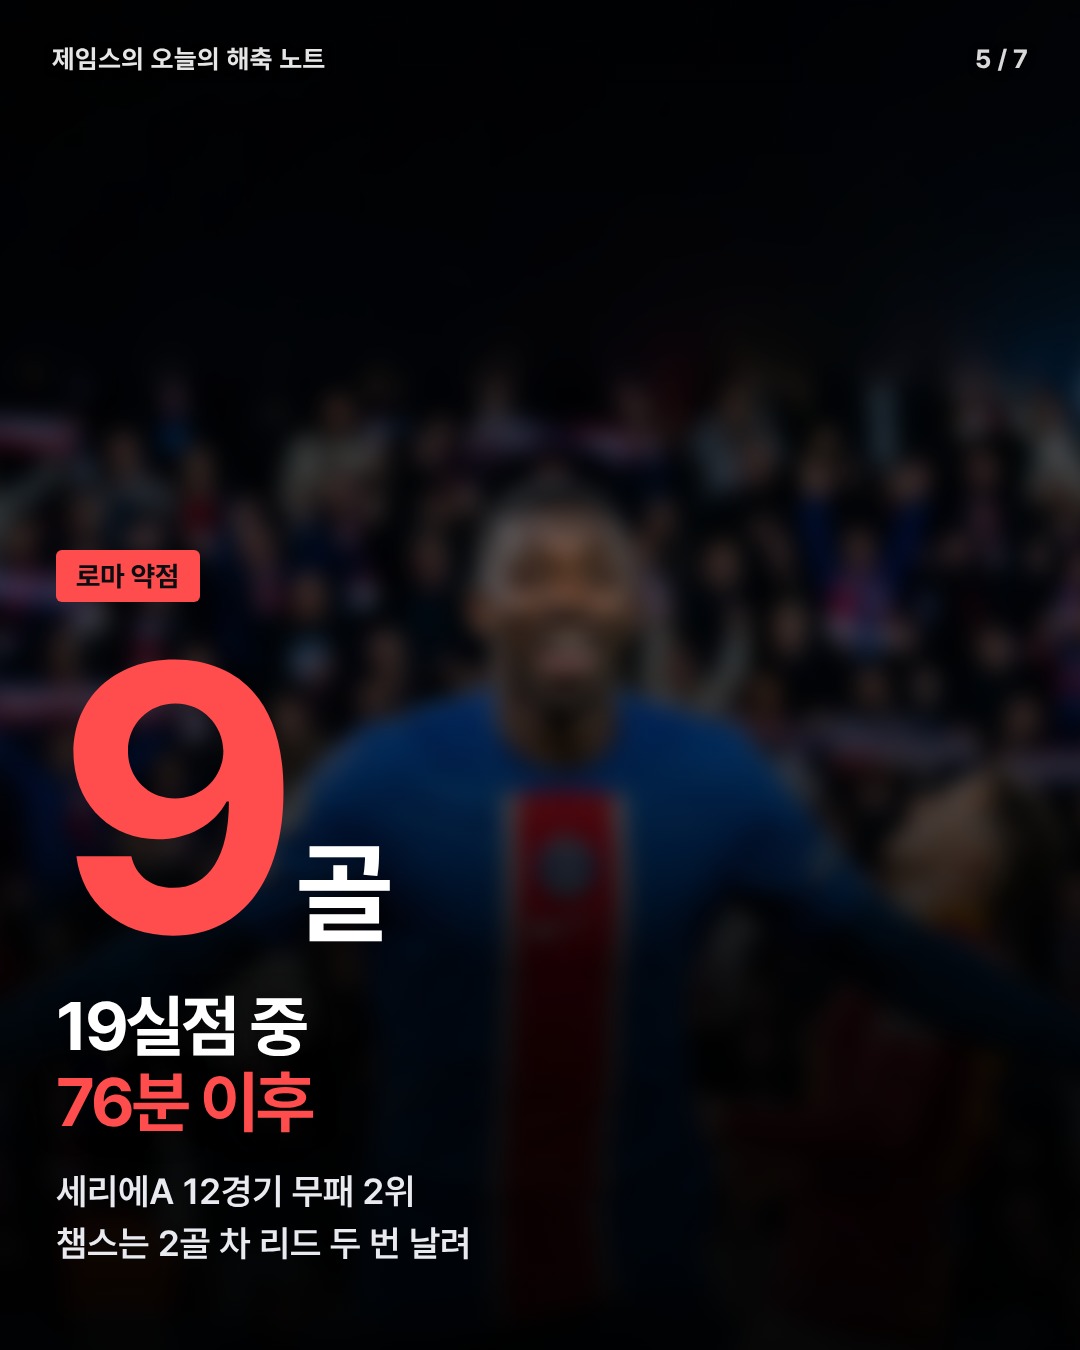 제임스의 오늘의 해축 노트
5 / 7
로마 약점
9골
19실점 중
76분 이후
세리에A 12경기 무패 2위
챔스는 2골 차 리드 두 번 날려